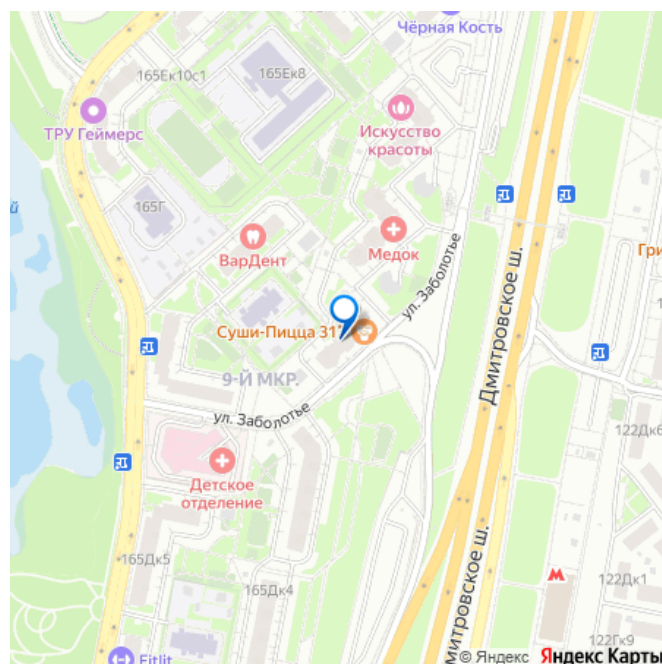 Чёрная Кость
165Ек10с1
165Ек8
ТРУ Геймерс
Искусство
красоты
165Г
ВарДент
Медок
ул. Заболотье
Дмитровское ш.
Суши-Пицца 31
9-Й МКР.
ул. Заболотье
122Дк6
Детское
отделение
165Дк5
165Дк4
Дмитровское ш.
122Дк1
122Гк9
Fitlit
© Яндекс Яндекс Карты